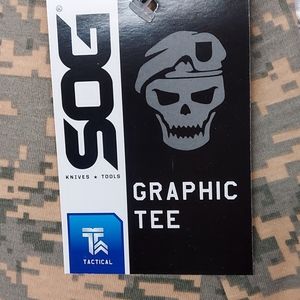 SOG®
KNIVES ★ TOOLS
GRAPHIC
TEE
TACTICAL